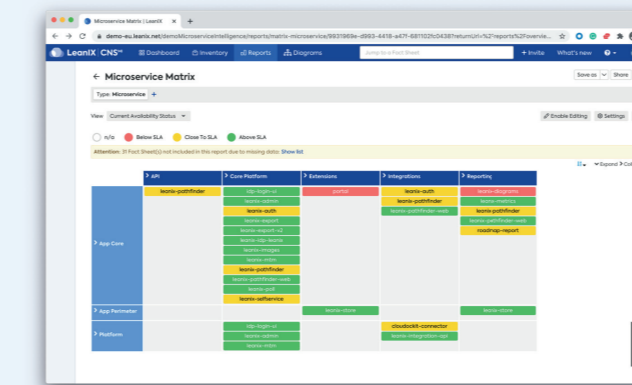 Microservice Matrix | LeanIX × +
demo-eu.leanix.net/demoMicroserviceIntelligence/reports/matrix-microservice/
LeanIX CNS Dashboard Inventory Reports Diagrams Jump to a Fact Sheet + Invite What's new
← Microservice Matrix Save as Share
Type: Microservice +
View Current Availability Status Enable Editing Settings
n/a Below SLA Close To SLA Above SLA
Attention: 31 Fact Sheet(s) not included in this report due to missing data: Show list
Expand
API Core Platform Extensions Integrations Reporting
App Core
leanix-pathfinder idp-login-ui portal leanix-auth leanix-diagrams
leanix-admin leanix-pathfinder leanix-metrics
leanix-auth leanix-pathfinder-web leanix-pathfinder
leanix-export leanix-pathfinder-web
leanix-export-v2 roadmap-report
leanix-idp-leanix
leanix-images
leanix-mtm
leanix-pathfinder
leanix-pathfinder-web
leanix-poll
leanix-selfservice
App Perimeter leanix-store leanix-store
Platform
idp-login-ui cloudockit-connector
leanix-admin leanix-integration-api
leanix-mtm